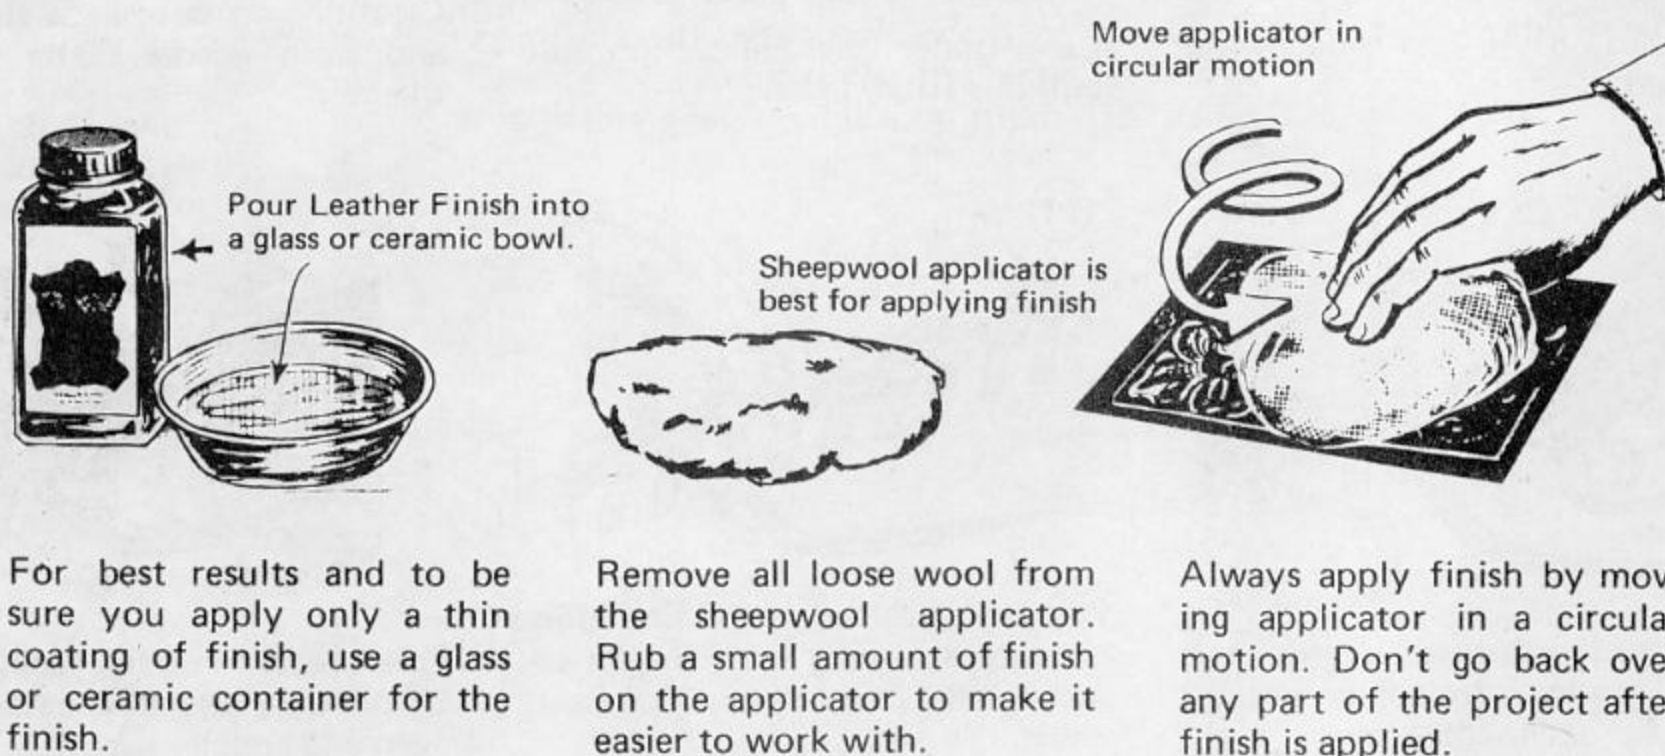 Move applicator in
circular motion
Pour Leather Finish into
a glass or ceramic bowl.
Sheepwool applicator is
best for applying finish
For best results and to be
sure you apply only a thin
coating of finish, use a glass
or ceramic container for the
finish.
Remove all loose wool from
the sheepwool applicator.
Rub a small amount of finish
on the applicator to make it
easier to work with.
Always apply finish by mov
ing applicator in a circula
motion. Don't go back ove
any part of the project afte
finish is applied.